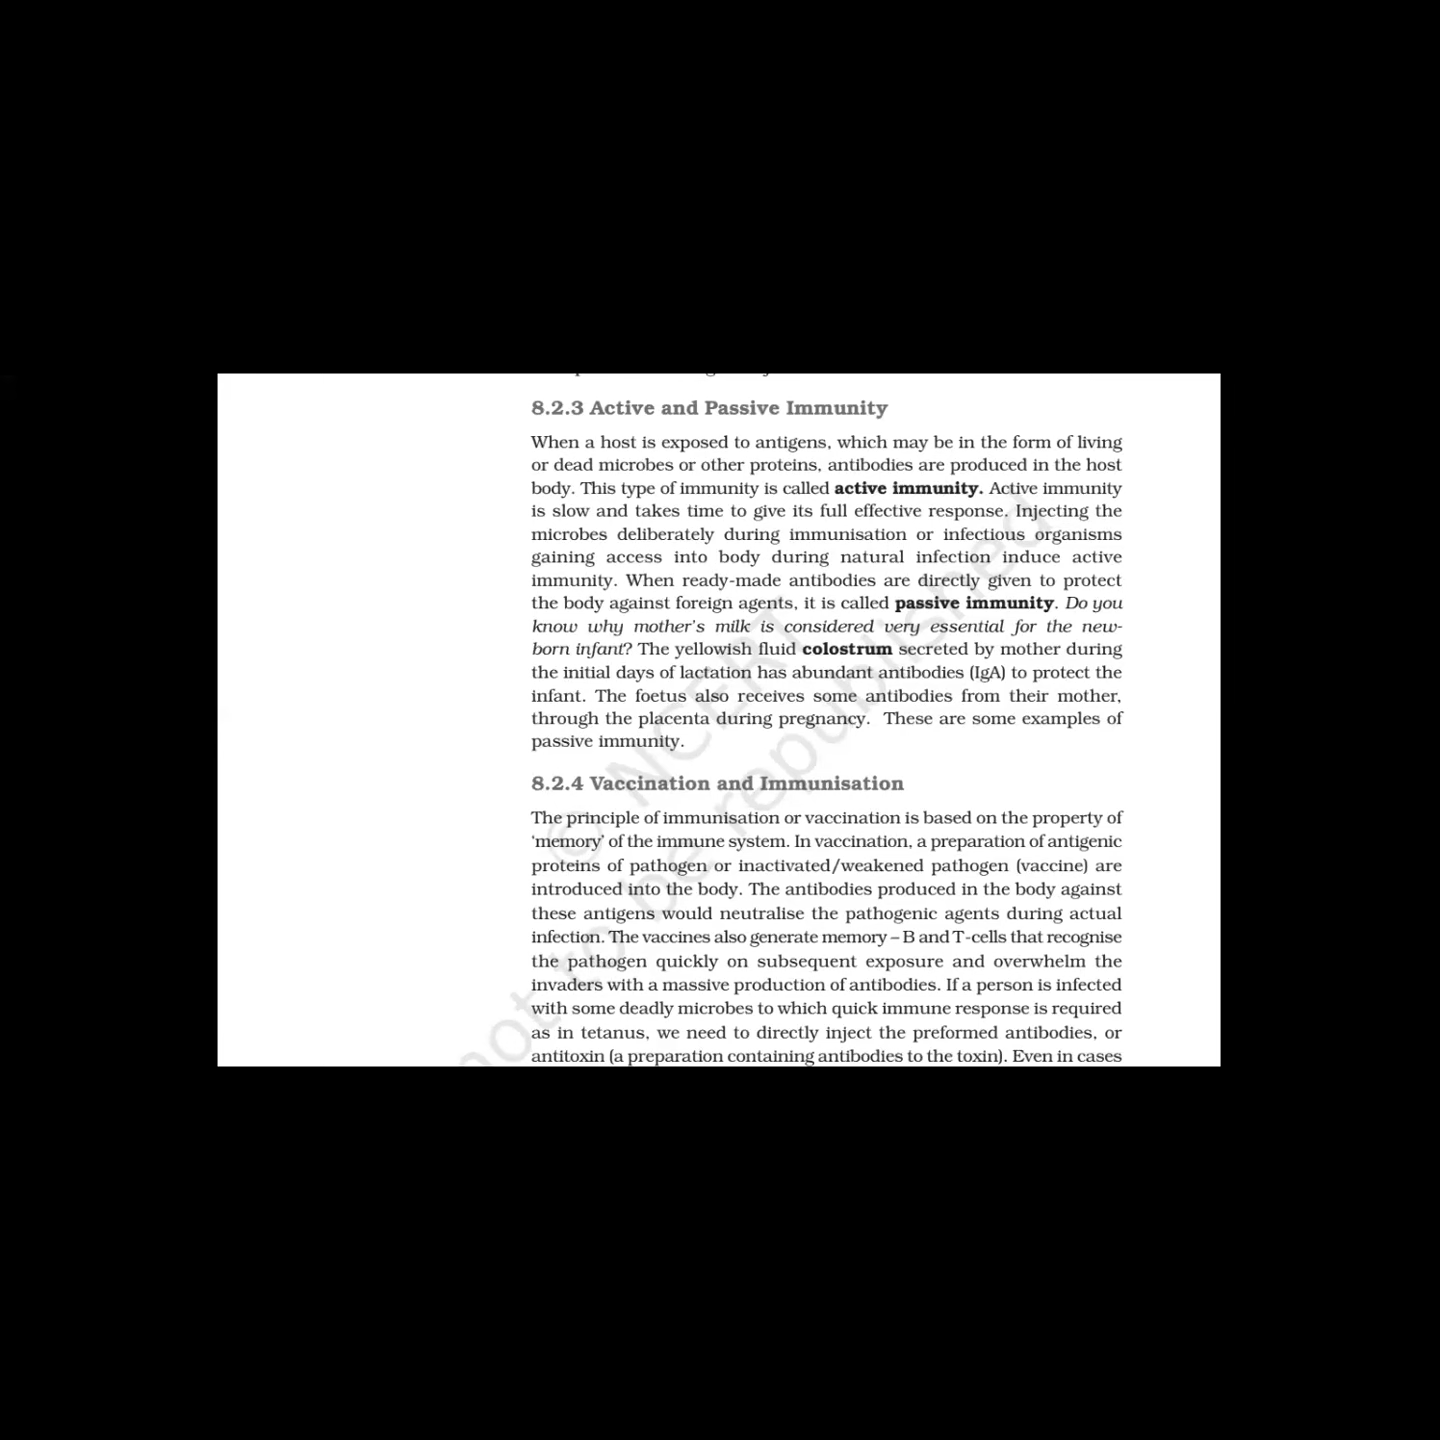 8.2.3 Active and Passive Immunity
When a host is exposed to antigens, which may be in the form of living
or dead microbes or other proteins, antibodies are produced in the host
body. This type of immunity is called active immunity. Active immunity
is slow and takes time to give its full effective response. Injecting the
microbes deliberately during immunisation or infectious organisms
gaining access into body during natural infection induce active
immunity. When ready-made antibodies are directly given to protect
the body against foreign agents, it is called passive immunity. Do you
know why mother's milk is considered very essential for the new-
born infant? The yellowish fluid colostrum secreted by mother during
the initial days of lactation has abundant antibodies (IgA) to protect the
infant. The foetus also receives some antibodies from their mother,
through the placenta during pregnancy. These are some examples of
passive immunity.
8.2.4 Vaccination and Immunisation
The principle of immunisation or vaccination is based on the property of
'memory' of the immune system. In vaccination, a preparation of antigenic
proteins of pathogen or inactivated/weakened pathogen (vaccine) are
introduced into the body. The antibodies produced in the body against
these antigens would neutralise the pathogenic agents during actual
infection. The vaccines also generate memory – B and T-cells that recognise
the pathogen quickly on subsequent exposure and overwhelm the
invaders with a massive production of antibodies. If a person is infected
with some deadly microbes to which quick immune response is required
as in tetanus, we need to directly inject the preformed antibodies, or
antitoxin (a preparation containing antibodies to the toxin). Even in cases
© NCERT
not to be republished